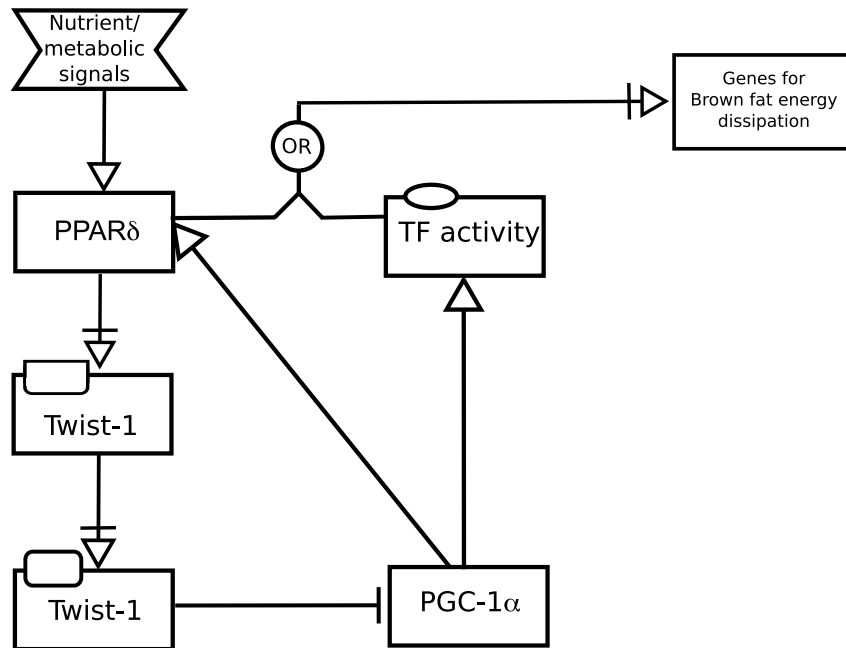 Nutrient/
metabolic
signals
Genes for
Brown fat energy
dissipation
OR
PPARδ
TF activity
Twist-1
Twist-1
PGC-1α